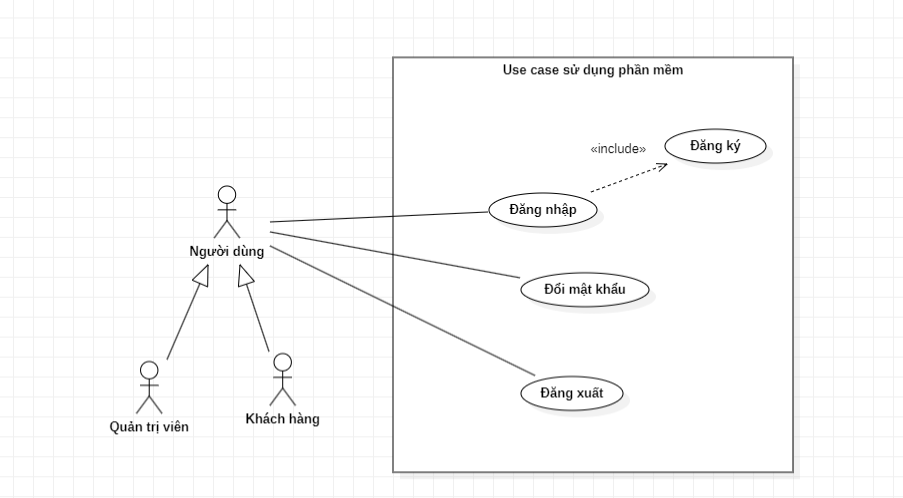 Use case sử dụng phần mềm
«include»
Đăng ký
Đăng nhập
Người dùng
Đổi mật khẩu
Đăng xuất
Quản trị viên
Khách hàng